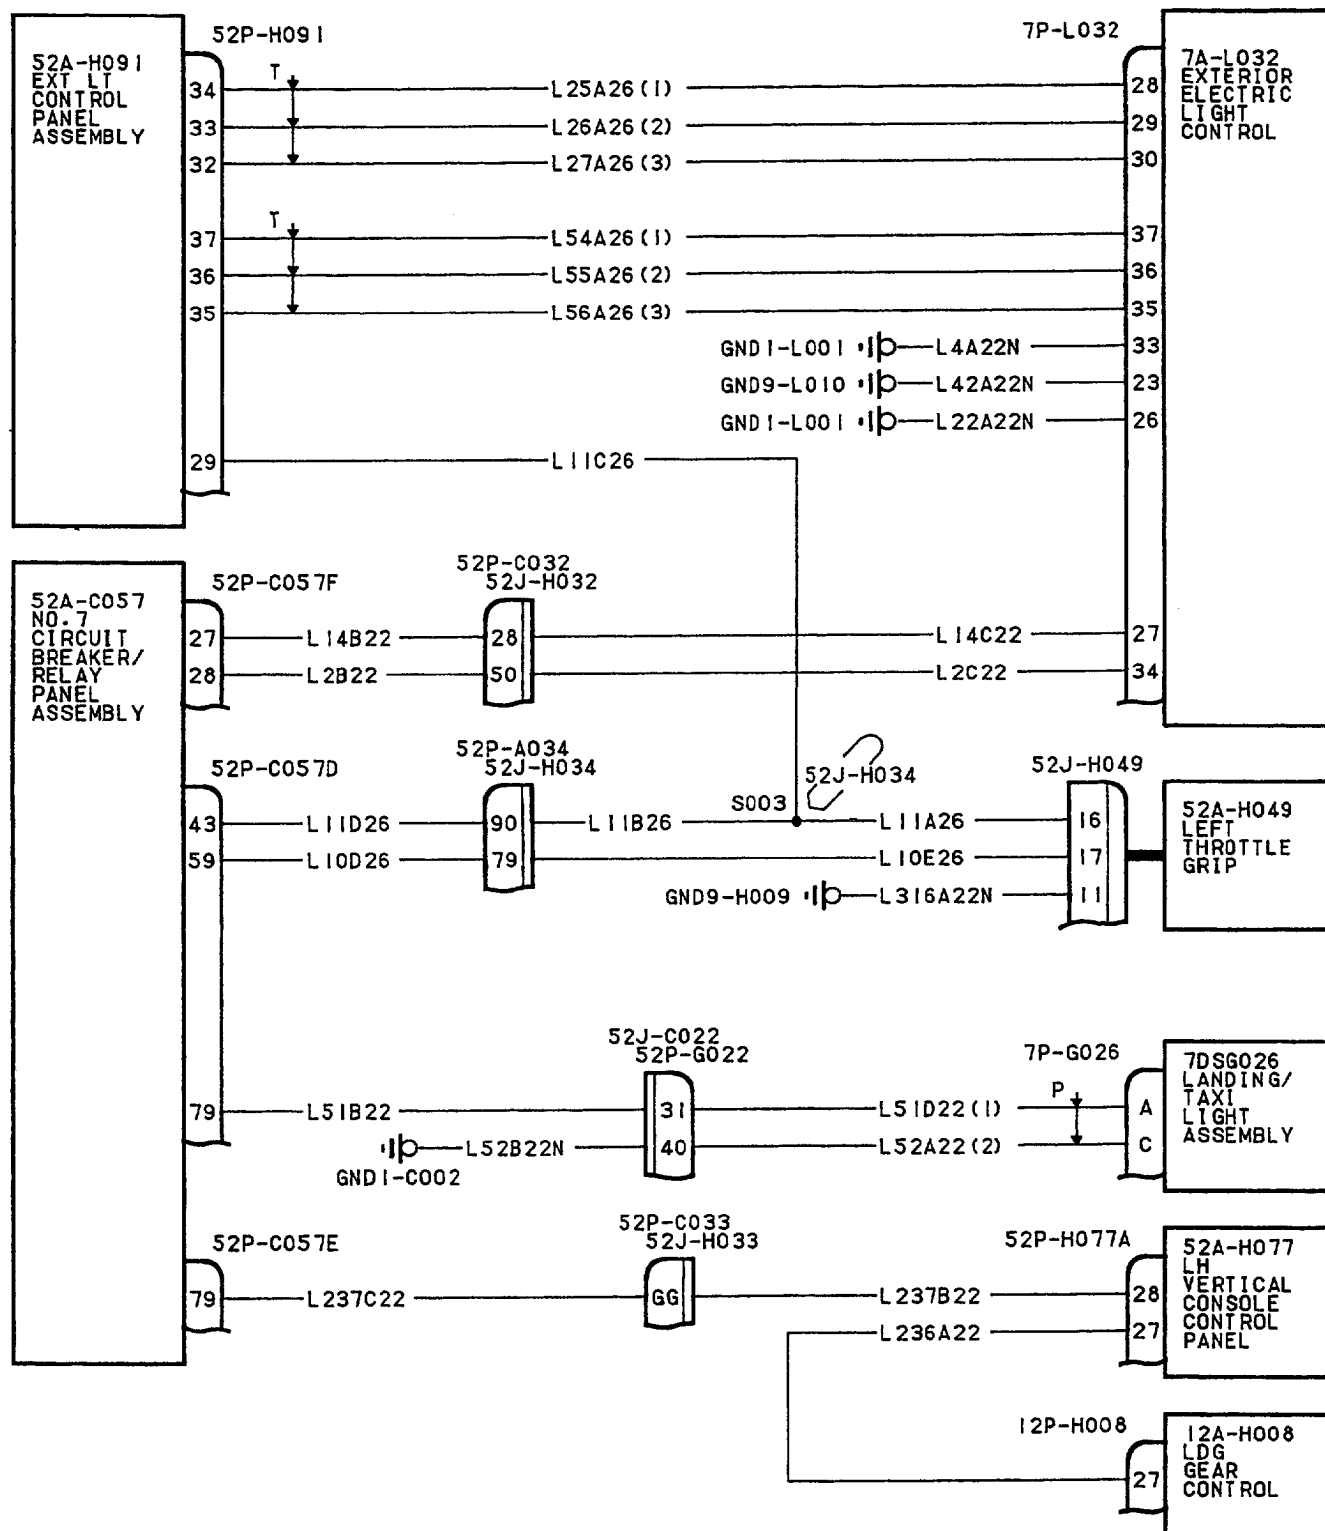 52P-H091
7P-L032
52A-H091
EXT LT
CONTROL
PANEL
ASSEMBLY
7A-L032
EXTERIOR
ELECTRIC
LIGHT
CONTROL
T
34 L25A26(1) 28
33 L26A26(2) 29
32 L27A26(3) 30
T
37 L54A26(1) 37
36 L55A26(2) 36
35 L56A26(3) 35
GND1-L001 L4A22N 33
GND9-L010 L42A22N 23
GND1-L001 L22A22N 26
29 L11C26
52A-C057
NO.7
CIRCUIT
BREAKER/
RELAY
PANEL
ASSEMBLY
52P-C057F
52P-C032
52J-H032
27 L14B22 28 L14C22 27
28 L2B22 50 L2C22 34
52P-C057D
52P-A034
52J-H034
52J-H034
52J-H049
S003
43 L11D26 90 L11B26 L11A26 16
59 L10D26 79 L10E26 17
GND9-H009 L316A22N 11
52A-H049
LEFT
THROTTLE
GRIP
52J-C022
52P-G022
7P-G026
7DSG026
LANDING/
TAXI
LIGHT
ASSEMBLY
P
79 L51B22 31 L51D22(1) A
L52B22N 40 L52A22(2) C
GND1-C002
52P-C057E
52P-C033
52J-H033
52P-H077A
52A-H077
LH
VERTICAL
CONSOLE
CONTROL
PANEL
79 L237C22 GG L237B22 28
L236A22 27
12P-H008
12A-H008
LDG
GEAR
CONTROL
27